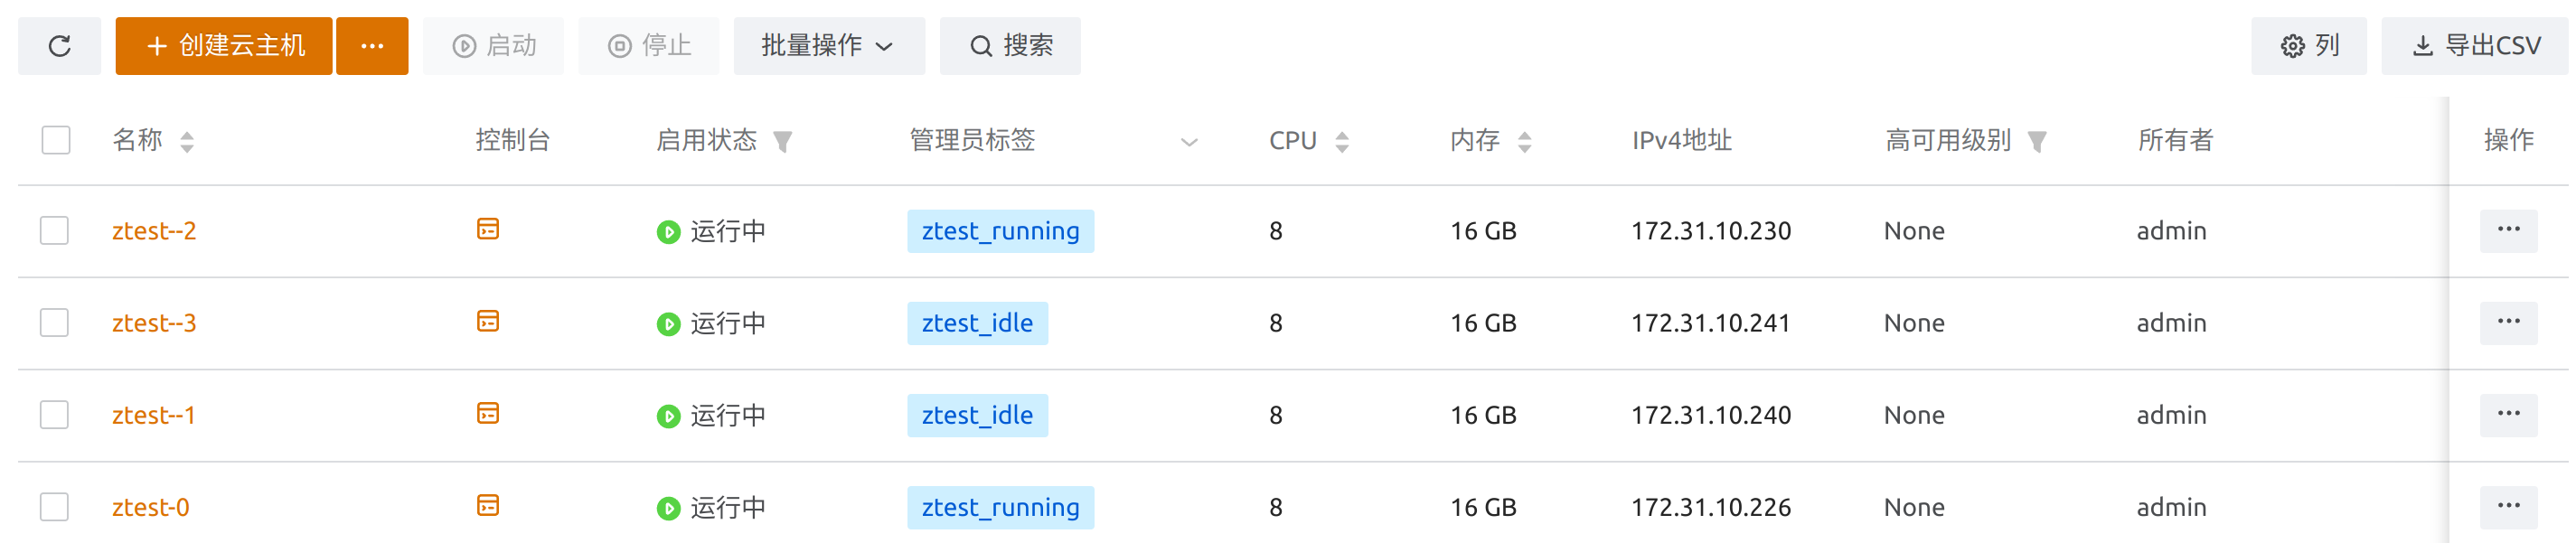 创建云主机 ··· 启动 停止 批量操作 搜索 列 导出CSV
名称 控制台 启用状态 管理员标签 CPU 内存 IPv4地址 高可用级别 所有者 操作
ztest--2 运行中 ztest_running 8 16 GB 172.31.10.230 None admin ···
ztest--3 运行中 ztest_idle 8 16 GB 172.31.10.241 None admin ···
ztest--1 运行中 ztest_idle 8 16 GB 172.31.10.240 None admin ···
ztest-0 运行中 ztest_running 8 16 GB 172.31.10.226 None admin ···